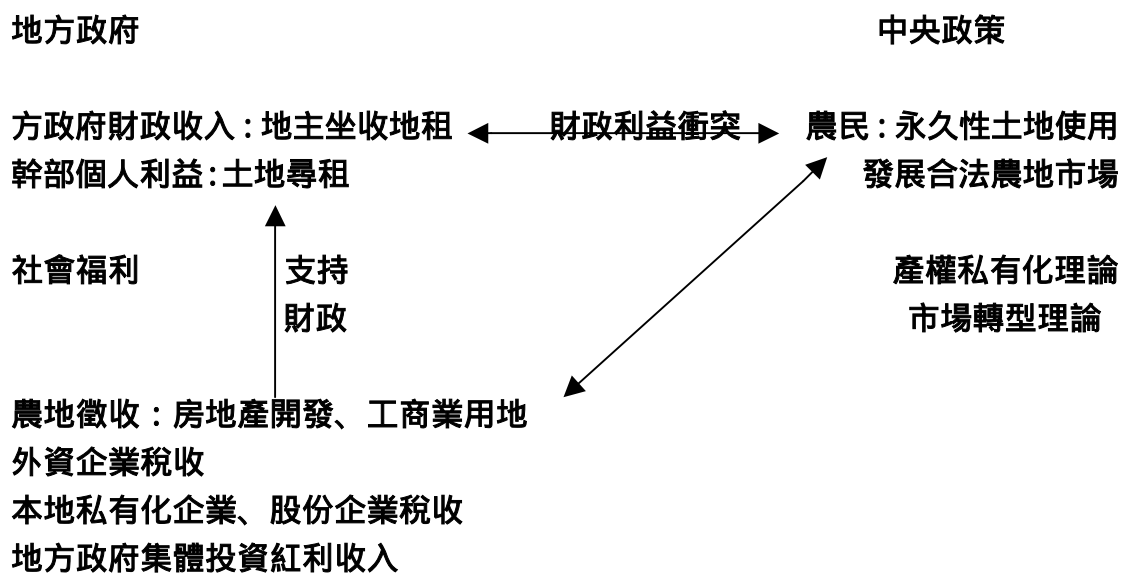 地方政府
中央政策
方政府財政收入:地主坐收地租
財政利益衝突
農民:永久性土地使用
幹部個人利益:土地尋租
發展合法農地市場
社會福利
支持
產權私有化理論
財政
市場轉型理論
農地徵收:房地產開發、工商業用地
外資企業稅收
本地私有化企業、股份企業稅收
地方政府集體投資紅利收入